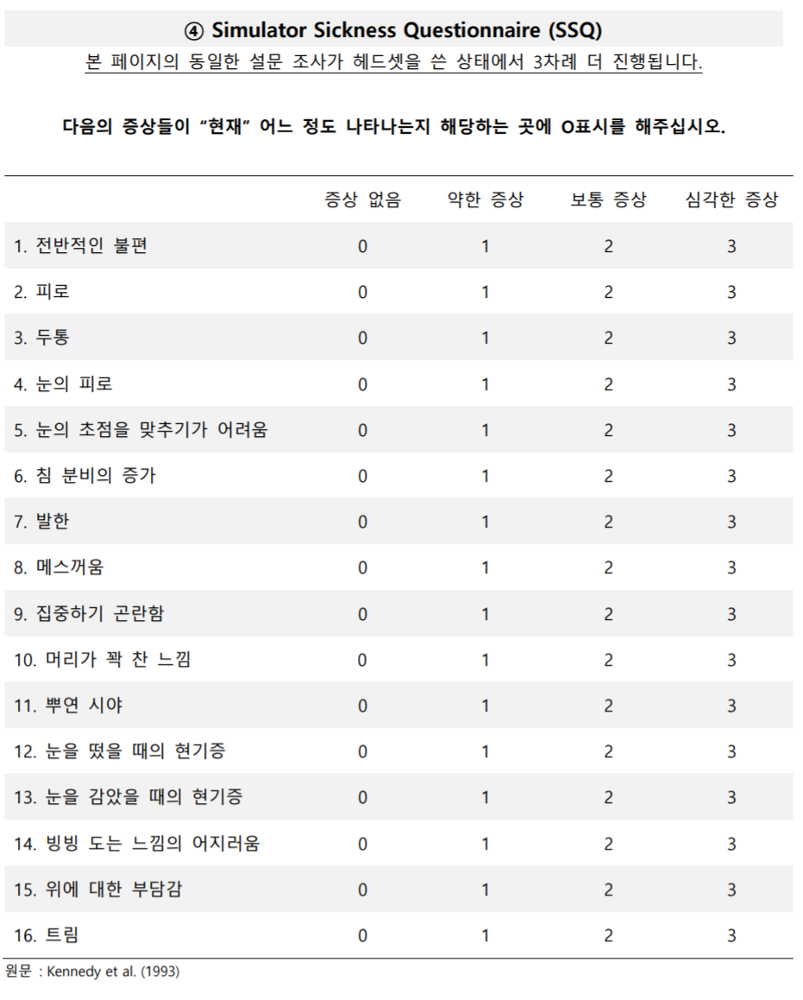 ④ Simulator Sickness Questionnaire (SSQ)
본 페이지의 동일한 설문 조사가 헤드셋을 쓴 상태에서 3차례 더 진행됩니다.
다음의 증상들이 “현재” 어느 정도 나타나는지 해당하는 곳에 O표시를 해주십시오.
증상 없음 약한 증상 보통 증상 심각한 증상
1. 전반적인 불편 0 1 2 3
2. 피로 0 1 2 3
3. 두통 0 1 2 3
4. 눈의 피로 0 1 2 3
5. 눈의 초점을 맞추기가 어려움 0 1 2 3
6. 침 분비의 증가 0 1 2 3
7. 발한 0 1 2 3
8. 메스꺼움 0 1 2 3
9. 집중하기 곤란함 0 1 2 3
10. 머리가 꽉 찬 느낌 0 1 2 3
11. 뿌연 시야 0 1 2 3
12. 눈을 떴을 때의 현기증 0 1 2 3
13. 눈을 감았을 때의 현기증 0 1 2 3
14. 빙빙 도는 느낌의 어지러움 0 1 2 3
15. 위에 대한 부담감 0 1 2 3
16. 트림 0 1 2 3
원문 : Kennedy et al. (1993)